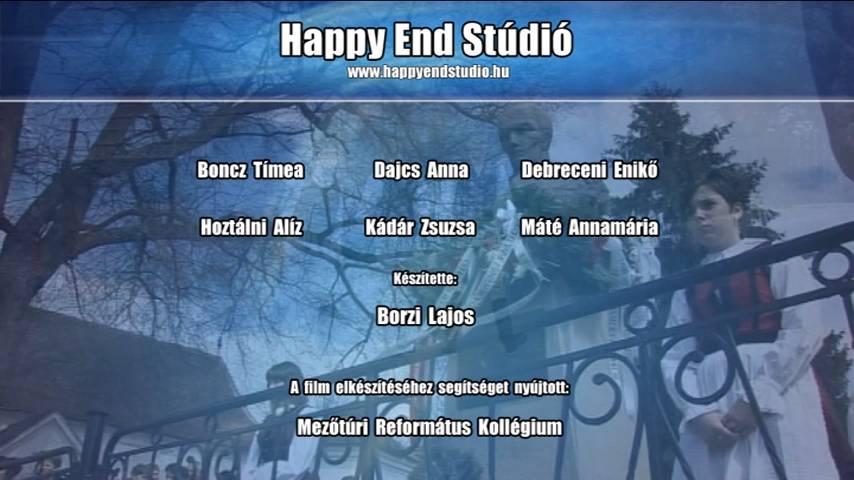 Happy End Stúdió
www.happyendstudio.hu
Boncz Tímea Dajcs Anna Debreceni Enikő
Hoztálni Alíz Kádár Zsuzsa Máté Annamária
Készítette:
Borzi Lajos
A film elkészítéséhez segítséget nyújtott:
Mezőtúri Református Kollégium